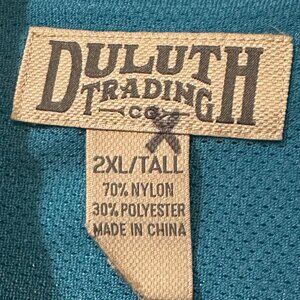 DULUTH
TRADING
CO
2XL/TALL
70% NYLON
30% POLYESTER
MADE IN CHINA